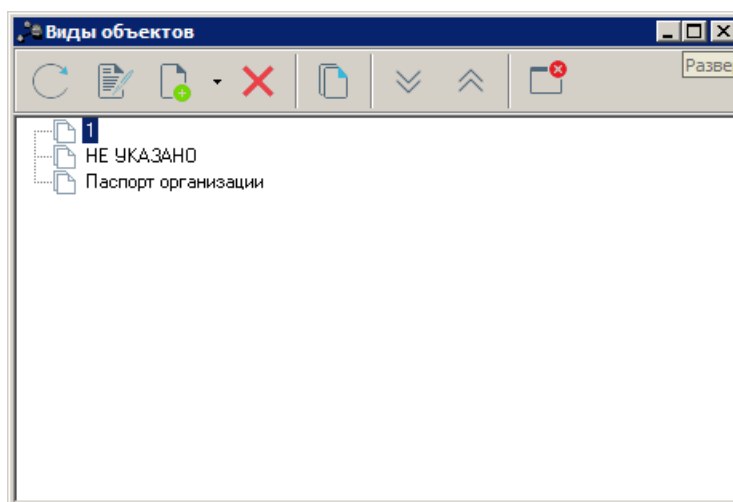 Виды объектов
Разве
1
НЕ УКАЗАНО
Паспорт организации